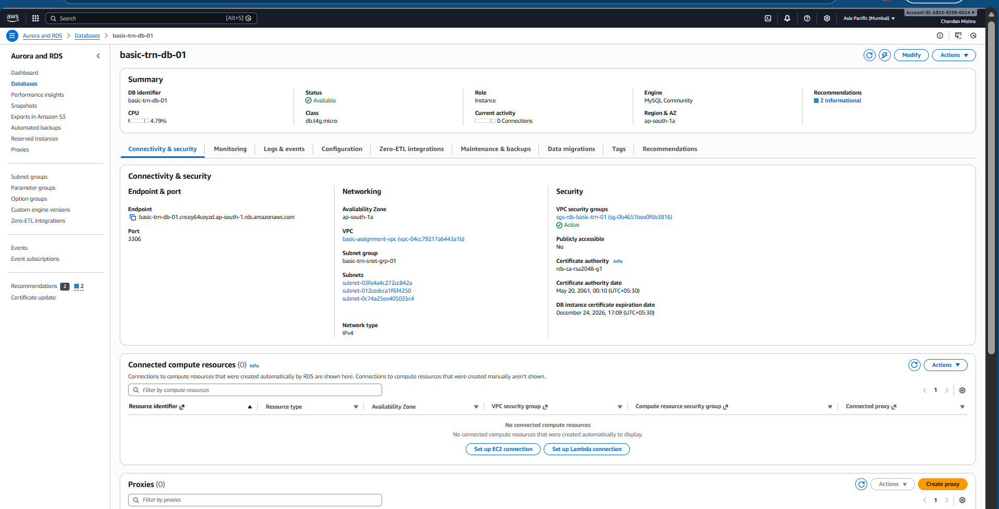 aws
Search [Alt+S]
Asia Pacific (Mumbai) ▼
Account ID: 6853-9299-6024 ▼
Chandan Mishra
Aurora and RDS > Databases > basic-trn-db-01
Aurora and RDS
Dashboard
Databases
Performance insights
Snapshots
Exports in Amazon S3
Automated backups
Reserved instances
Proxies
Subnet groups
Parameter groups
Option groups
Custom engine versions
Zero-ETL integrations
Events
Event subscriptions
Recommendations 2 2
Certificate update
basic-trn-db-01
Modify
Actions ▼
Summary
DB identifier
basic-trn-db-01
CPU
4.79%
Status
Available
Class
db.t4g.micro
Role
Instance
Current activity
0 Connections
Engine
MySQL Community
Region & AZ
ap-south-1a
Recommendations
2 Informational
Connectivity & security
Monitoring
Logs & events
Configuration
Zero-ETL integrations
Maintenance & backups
Data migrations
Tags
Recommendations
Connectivity & security
Endpoint & port
Endpoint
basic-trn-db-01.cncey64coyzd.ap-south-1.rds.amazonaws.com
Port
3306
Networking
Availability Zone
ap-south-1a
VPC
basic-assignment-vpc (vpc-04cc79217a6443a1b)
Subnet group
basic-trn-snet-grp-01
Subnets
subnet-03fe4a4c272cc842a
subnet-012cedcca1f6f4250
subnet-0c74a25ee405035c4
Network type
IPv4
Security
VPC security groups
sgs-rds-basic-trn-01 (sg-0b4651bee0f6b3816)
Active
Publicly accessible
No
Certificate authority Info
rds-ca-rsa2048-g1
Certificate authority date
May 20, 2061, 00:10 (UTC+05:30)
DB instance certificate expiration date
December 24, 2026, 17:09 (UTC+05:30)
Connected compute resources (0) Info
Actions ▼
Connections to compute resources that were created automatically by RDS are shown here. Connections to compute resources that were created manually aren't shown.
Filter by compute resources
< 1 >
Resource identifier
Resource type
Availability Zone
VPC security group
Compute resource security group
Connected proxy
No connected compute resources
No connected compute resources that were created automatically to display.
Set up EC2 connection
Set up Lambda connection
Proxies (0)
Actions ▼
Create proxy
Filter by proxies
< 1 >